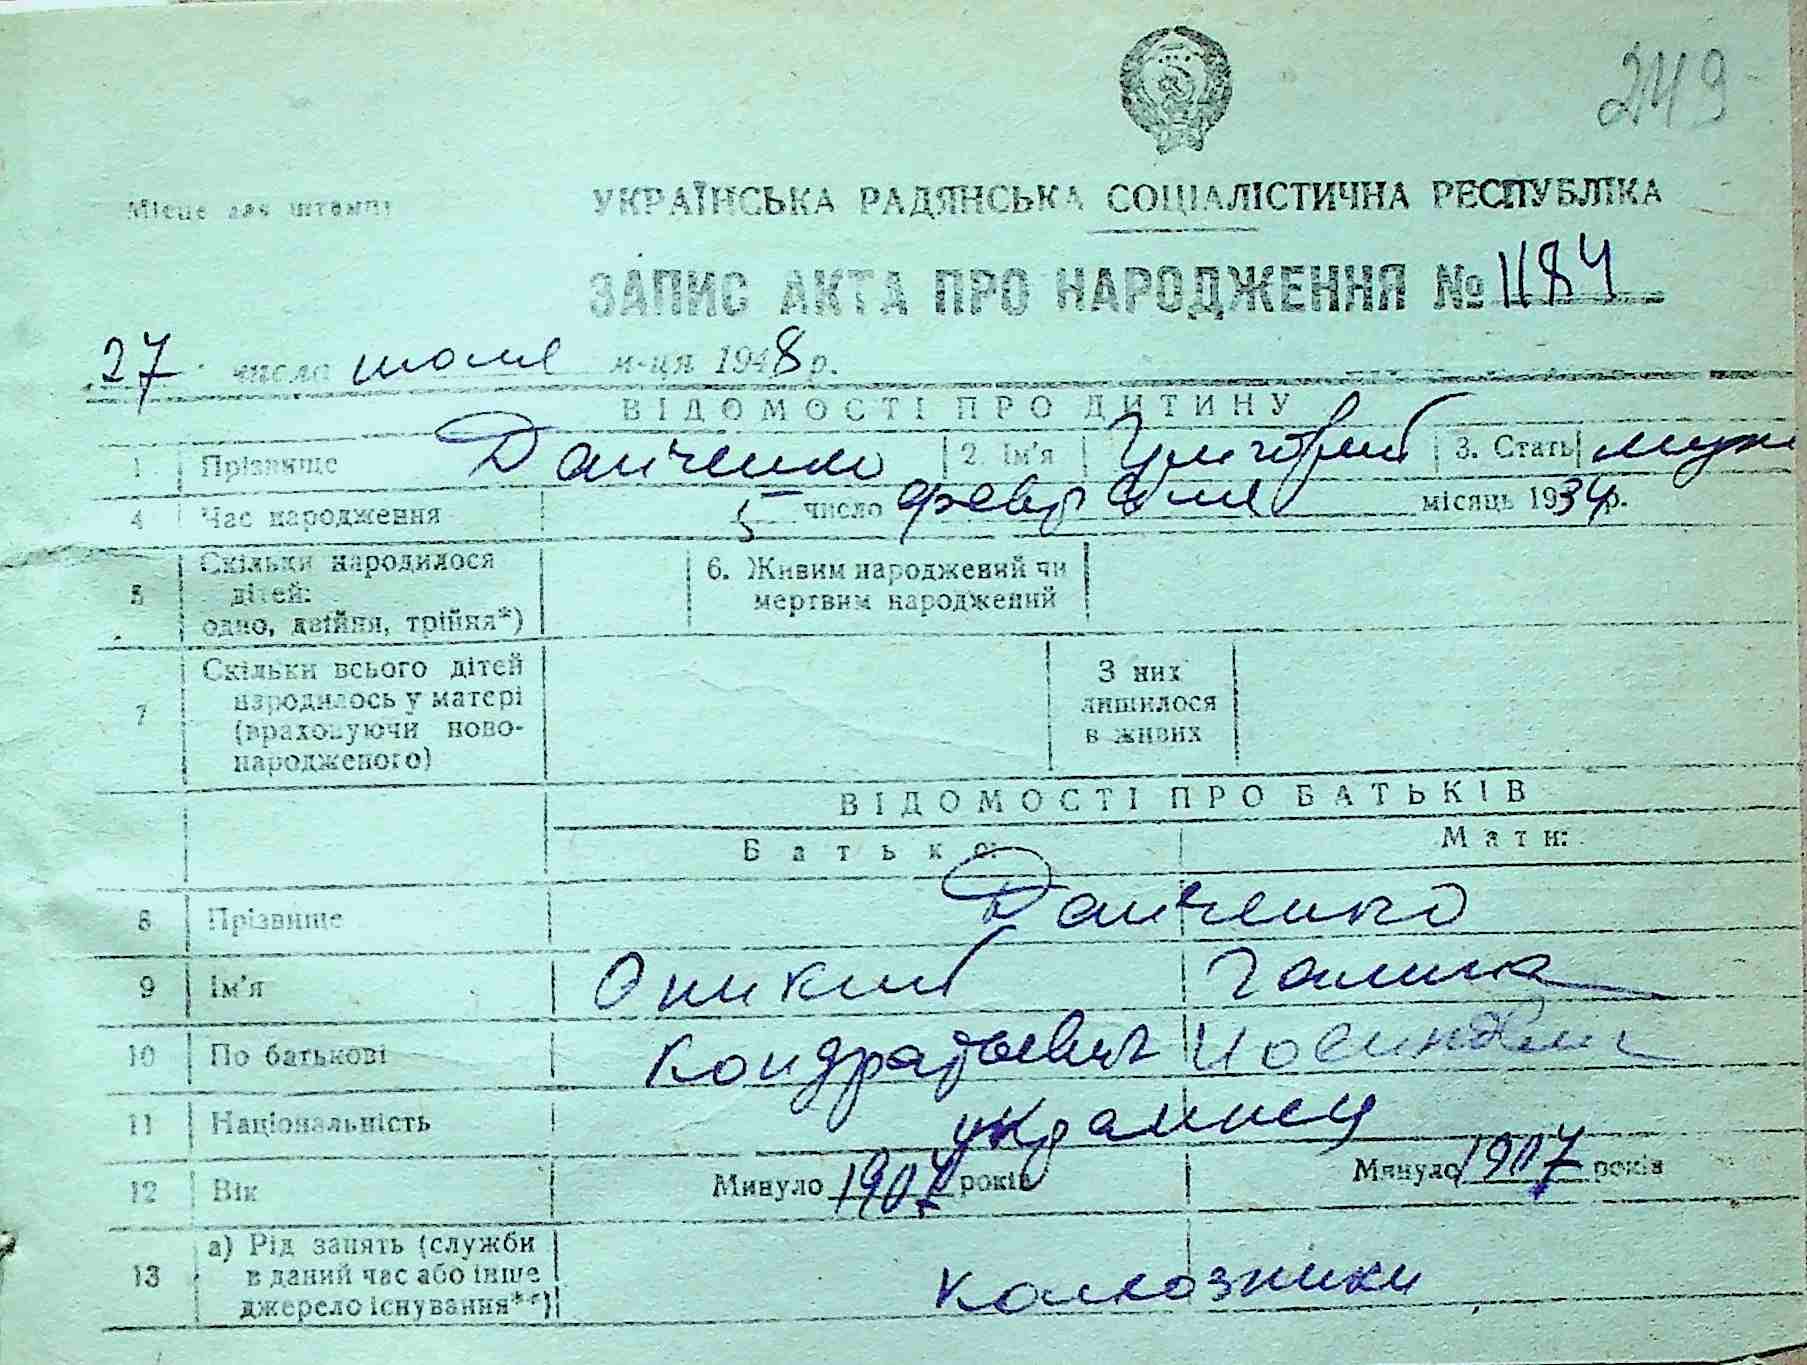 249
Місце для штампу
УКРАЇНСЬКА РАДЯНСЬКА СОЦІАЛІСТИЧНА РЕСПУБЛІКА
ЗАПИС АКТА ПРО НАРОДЖЕННЯ № 1184
27 числа июля м-ця 1948 р.
ВІДОМОСТІ ПРО ДИТИНУ
1 Прізвище Данченко 2. Ім'я Григорий 3. Стать муж
4 Час народження 5 число февраля місяць 1934 р.
5 Скільки народилося
дітей:
одно, двійня, трійня*)
6. Живим народжений чи
мертвим народжений
7 Скільки всього дітей
народилось у матері
(враховуючи ново-
народженого)
З них
лишилося
в живих
ВІДОМОСТІ ПРО БАТЬКІВ
Батько: Мати:
8 Прізвище Данченко
9 Ім'я Оникий Галина
10 По батькові Кондратьевич
11 Національність украинец
12 Вік Минуло 1907 років Минуло 1907 років
13 а) Рід занять (служби
в даний час або інше
джерело існування**)
колхозники